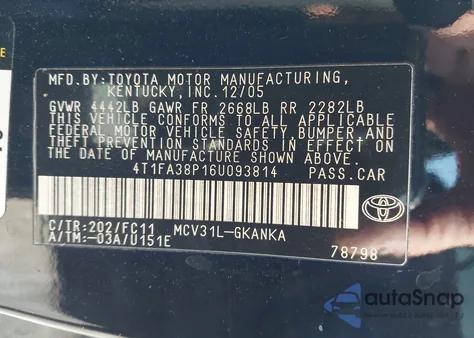 MFD.BY:TOYOTA MOTOR MANUFACTURING,
KENTUCKY,INC.12/05
GVWR 4442LB GAWR FR 2668LB RR 2282LB
THIS VEHICLE CONFORMS TO ALL APPLICABLE
FEDERAL MOTOR VEHICLE SAFETY,BUMPER,AND
THEFT PREVENTION STANDARDS IN EFFECT ON
THE DATE OF MANUFACTURE SHOWN ABOVE.
4T1FA38P16U093814 PASS.CAR
C/TR:202/FC11 MCV31L-GKANKA
A/TM:-03A/U151E
78798
TOYOTA
autoSnap